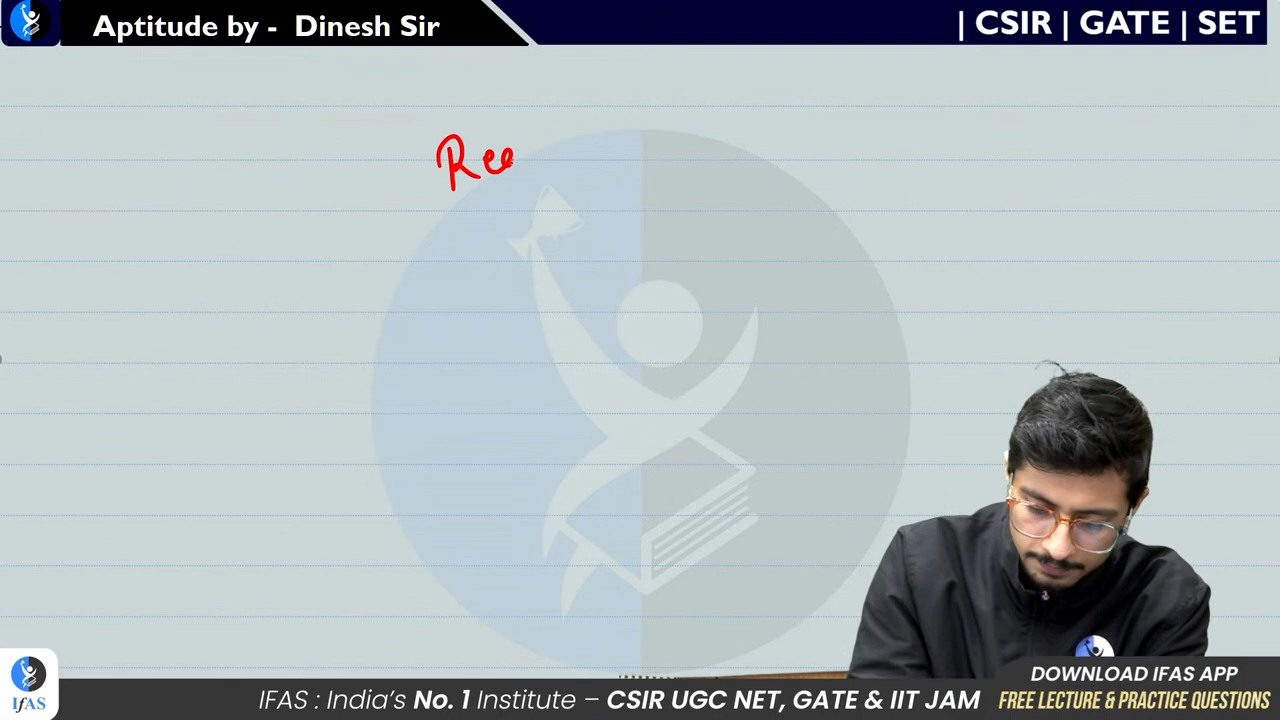 Aptitude by - Dinesh Sir
| CSIR | GATE | SET
Ree
DOWNLOAD IFAS APP
IFAS : India's No. 1 Institute – CSIR UGC NET, GATE & IIT JAM
FREE LECTURE & PRACTICE QUESTIONS
IfAS